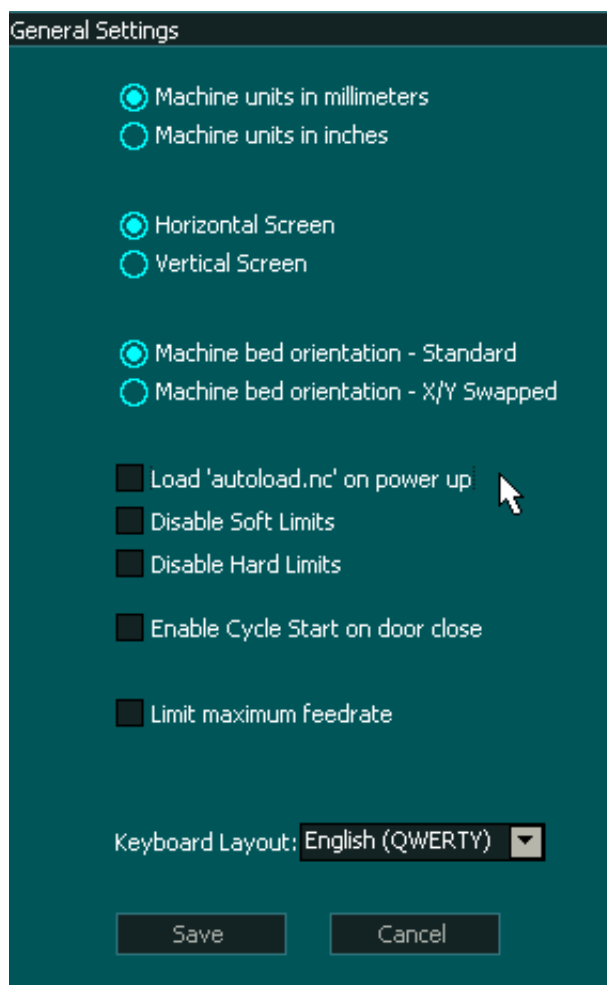 General Settings
Machine units in millimeters
Machine units in inches
Horizontal Screen
Vertical Screen
Machine bed orientation - Standard
Machine bed orientation - X/Y Swapped
Load 'autoload.nc' on power up
Disable Soft Limits
Disable Hard Limits
Enable Cycle Start on door close
Limit maximum feedrate
Keyboard Layout: English (QWERTY)
Save Cancel